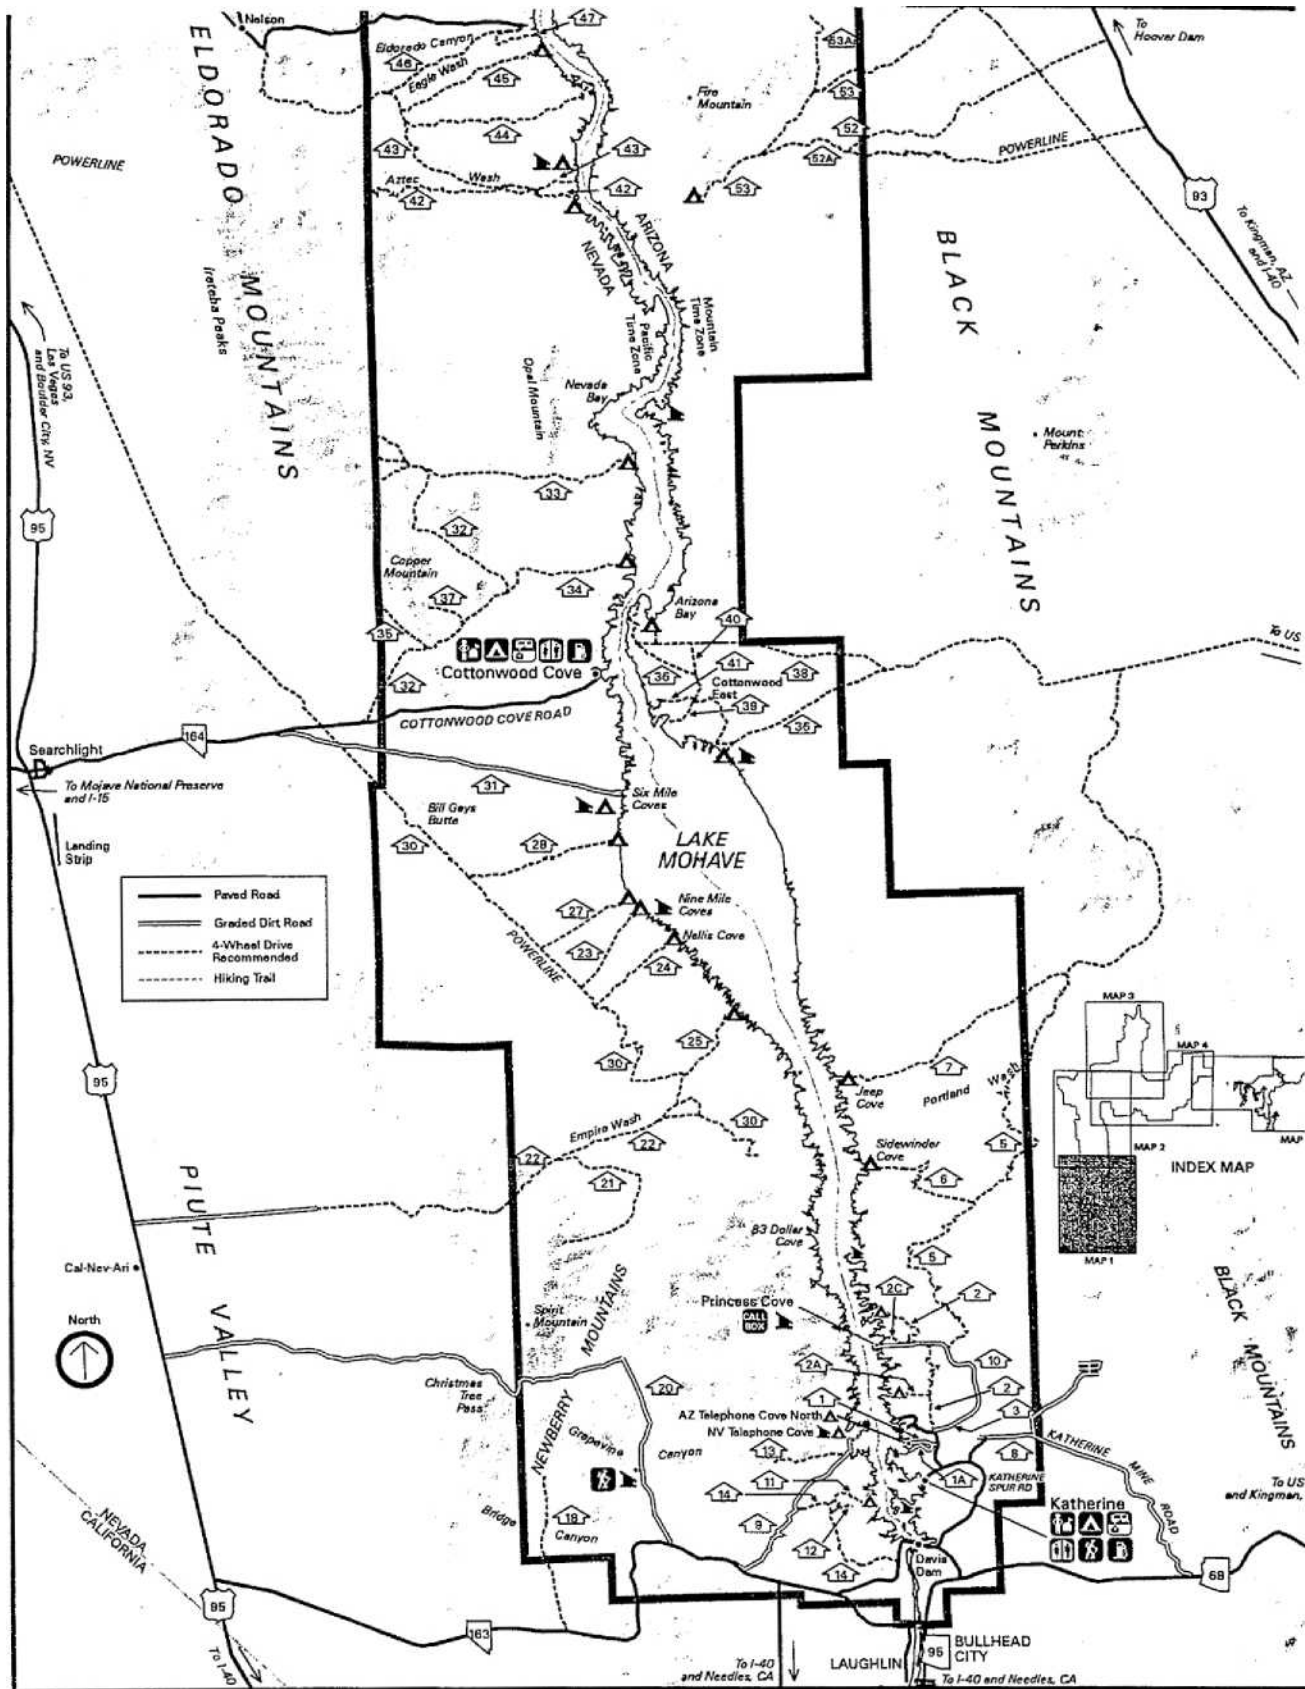 Nelson
47
To
Hoover Dam
53A
Eldorado Canyon
46
Eagle Wash
45
Fire
Mountain
53
44
52
POWERLINE
POWERLINE
43
43
52A
Aztec
Wash
42
42
53
93
To Kingman, AZ
and I-40
ELDORADO
MOUNTAINS
ARIZONA
NEVADA
BLACK
MOUNTAINS
Ireteba Peaks
Mountain
Time Zone
Pacific
Time Zone
To US 93,
Las Vegas
and Boulder City, NV
Opal Mountain
Nevada
Bay
Mount
Perkins
95
33
32
Copper
Mountain
37
34
Arizona
Bay
40
35
To US
Cottonwood Cove
36
41
38
Cottonwood
East
32
39
35
COTTONWOOD COVE ROAD
164
Searchlight
To Mojave National Preserve
and I-15
31
Six Mile
Coves
Bill Gays
Butte
Landing
Strip
30
28
LAKE
MOHAVE
Paved Road
Graded Dirt Road
4-Wheel Drive
Recommended
Hiking Trail
Nine Mile
Coves
27
Nellis Cove
23
POWERLINE
24
MAP 3
MAP 4
25
30
95
7
Jeep
Cove
Portland
Wash
Empire Wash
30
22
Sidewinder
Cove
5
MAP 2
MAP
22
INDEX MAP
21
6
PIUTE
VALLEY
83 Dollar
Cove
5
MAP 1
Cal-Nev-Ari
2C
2
BLACK
MOUNTAINS
North
Princess Cove
CALL
BOX
Spirit
Mountain
NEWBERRY
MOUNTAINS
2A
10
Christmas
Tree
Pass
20
1
2
AZ Telephone Cove North
3
Grapevine
Canyon
NV Telephone Cove
8
KATHERINE
MINE
ROAD
13
11
1A
KATHERINE
SPUR RD
To US
and Kingman,
14
Katherine
Bridge
Canyon
18
9
12
NEVADA
CALIFORNIA
Davis
Dam
14
68
95
163
To I-40
To I-40
and Needles, CA
LAUGHLIN
95
BULLHEAD
CITY
To I-40 and Needles, CA